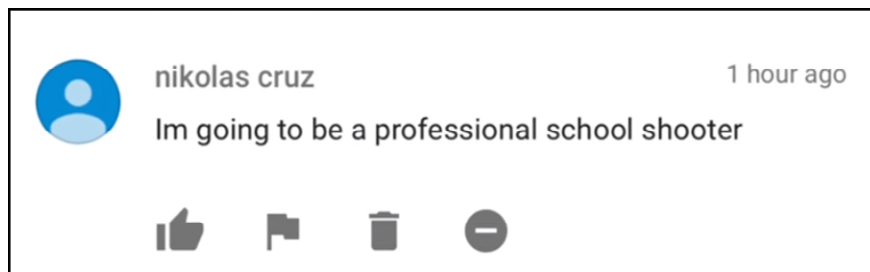 nikolas cruz 1 hour ago
Im going to be a professional school shooter